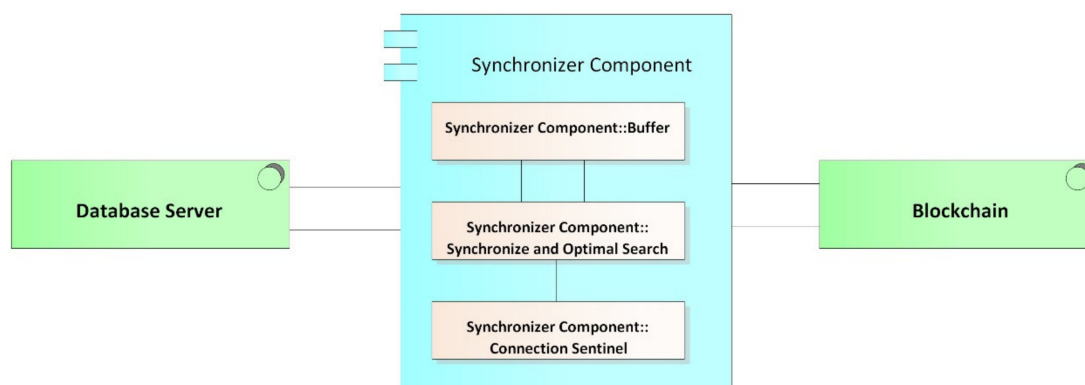 Synchronizer Component
Synchronizer Component::Buffer
Database Server
Synchronizer Component::
Synchronize and Optimal Search
Blockchain
Synchronizer Component::
Connection Sentinel